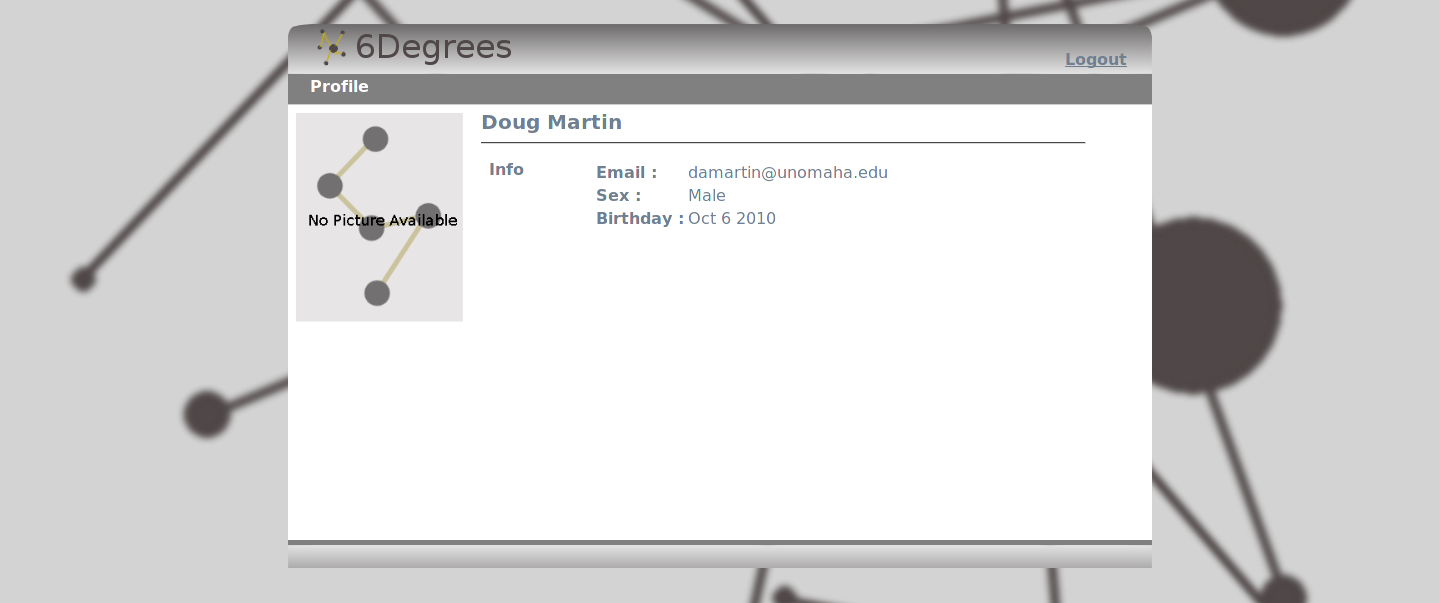 6Degrees
Logout
Profile
Doug Martin
No Picture Available
Info
Email : damartin@unomaha.edu
Sex : Male
Birthday : Oct 6 2010